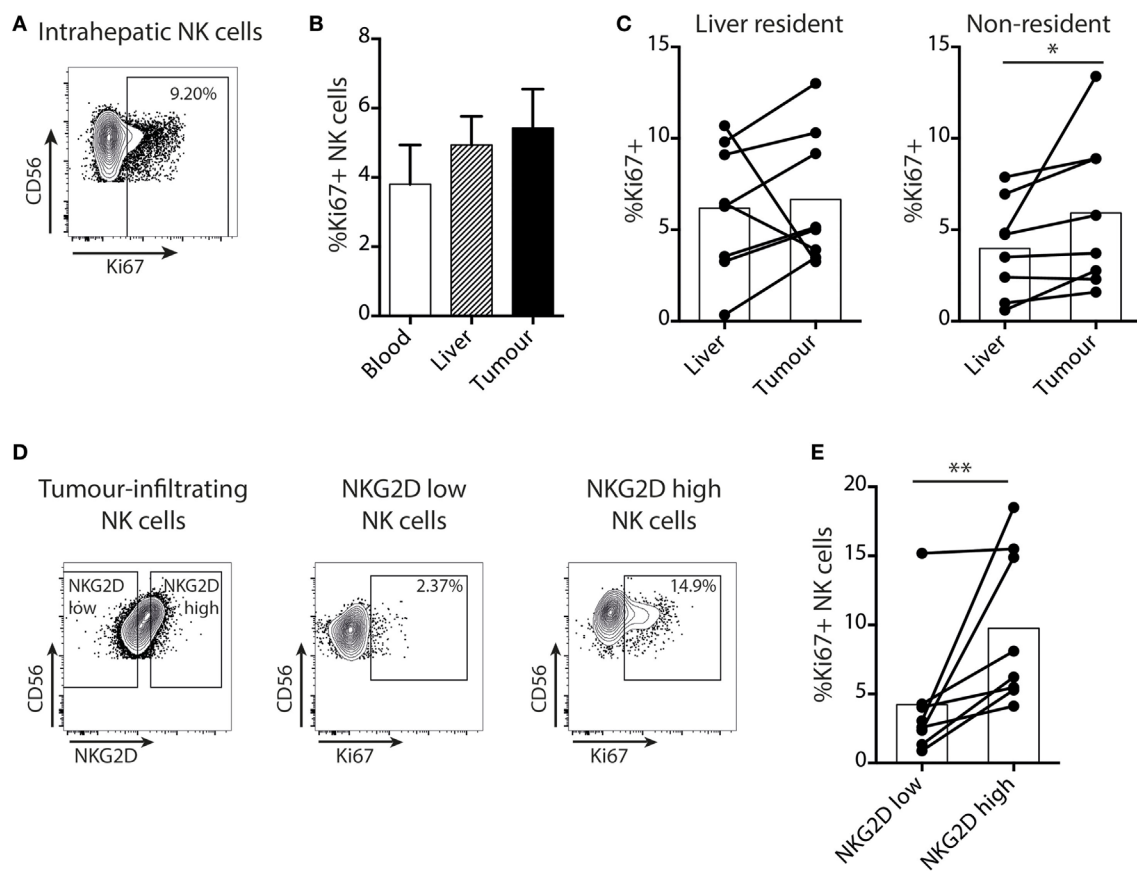 A
Intrahepatic NK cells
9.20%
CD56
Ki67
B
%Ki67+ NK cells
8
6
4
2
0
Blood
Liver
Tumour
C
Liver resident
%Ki67+
15
10
5
0
Liver
Tumour
Non-resident
*
%Ki67+
15
10
5
0
Liver
Tumour
D
Tumour-infiltrating
NK cells
NKG2D
low
NKG2D
high
CD56
NKG2D
NKG2D low
NK cells
2.37%
CD56
Ki67
NKG2D high
NK cells
14.9%
CD56
Ki67
E
**
%Ki67+ NK cells
20
15
10
5
0
NKG2D low
NKG2D high